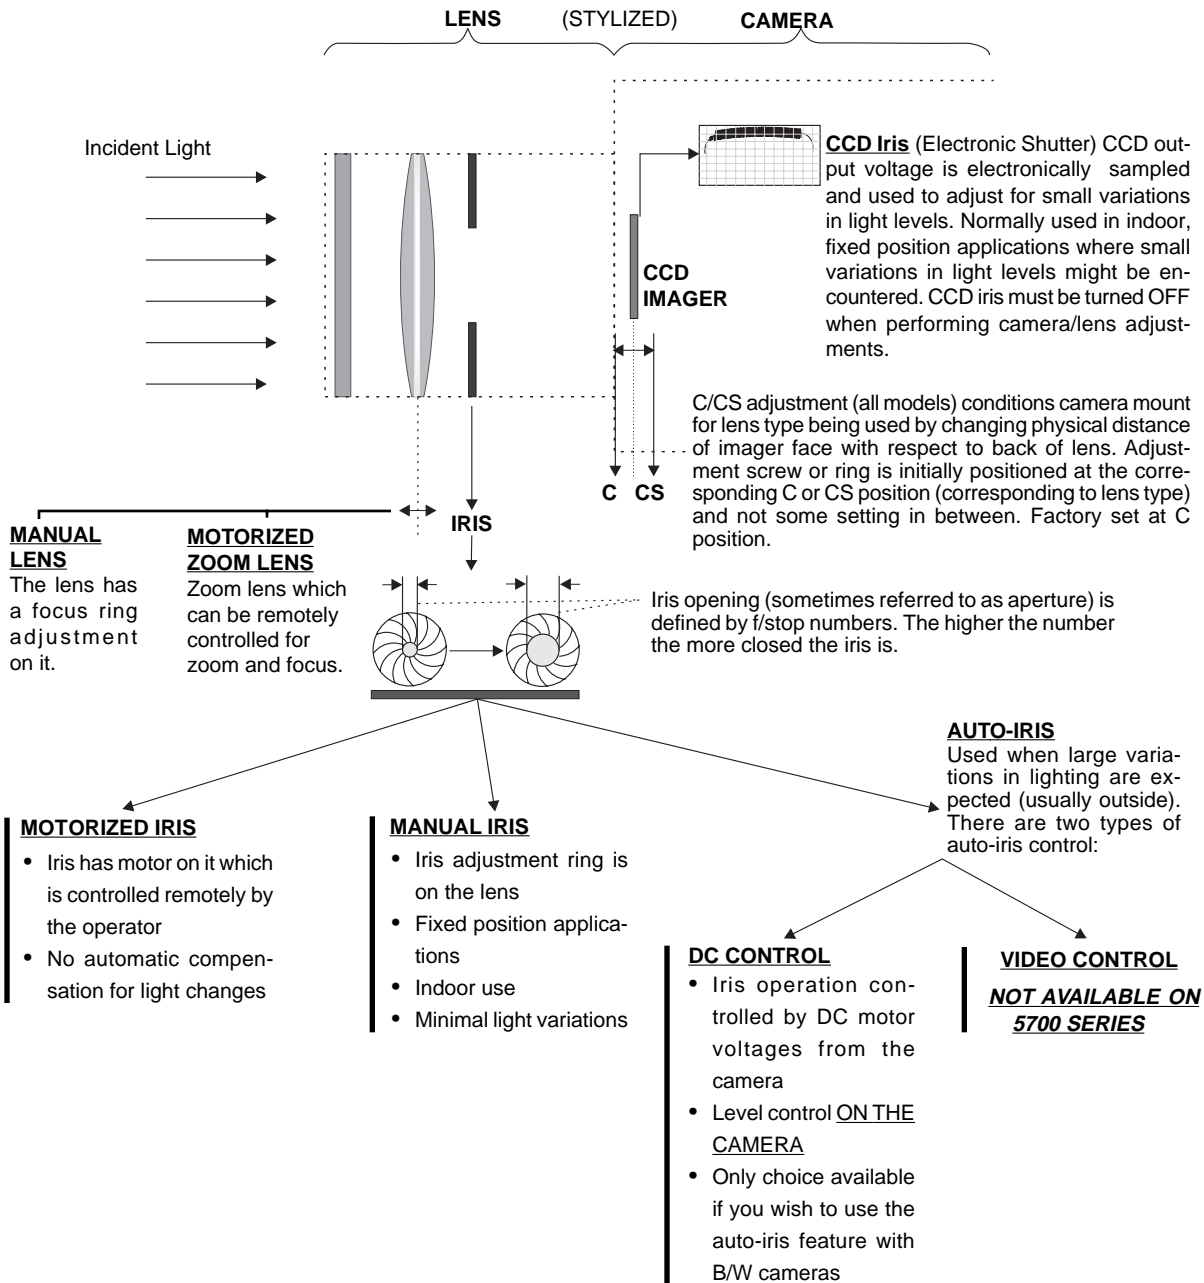 LENS (STYLIZED) CAMERA
Incident Light
CCD Iris (Electronic Shutter) CCD out-
put voltage is electronically sampled
and used to adjust for small variations
in light levels. Normally used in indoor,
fixed position applications where small
variations in light levels might be en-
countered. CCD iris must be turned OFF
when performing camera/lens adjust-
ments.
CCD
IMAGER
C/CS adjustment (all models) conditions camera mount
for lens type being used by changing physical distance
of imager face with respect to back of lens. Adjust-
ment screw or ring is initially positioned at the corre-
sponding C or CS position (corresponding to lens type)
and not some setting in between. Factory set at C
position.
C CS
IRIS
MANUAL
LENS
The lens has
a focus ring
adjustment
on it.
MOTORIZED
ZOOM LENS
Zoom lens which
can be remotely
controlled for
zoom and focus.
Iris opening (sometimes referred to as aperture) is
defined by f/stop numbers. The higher the number
the more closed the iris is.
AUTO-IRIS
Used when large varia-
tions in lighting are ex-
pected (usually outside).
There are two types of
auto-iris control:
MOTORIZED IRIS
• Iris has motor on it which
is controlled remotely by
the operator
• No automatic compen-
sation for light changes
MANUAL IRIS
• Iris adjustment ring is
on the lens
• Fixed position applica-
tions
• Indoor use
• Minimal light variations
DC CONTROL
• Iris operation con-
trolled by DC motor
voltages from the
camera
• Level control ON THE
CAMERA
• Only choice available
if you wish to use the
auto-iris feature with
B/W cameras
VIDEO CONTROL
NOT AVAILABLE ON
5700 SERIES